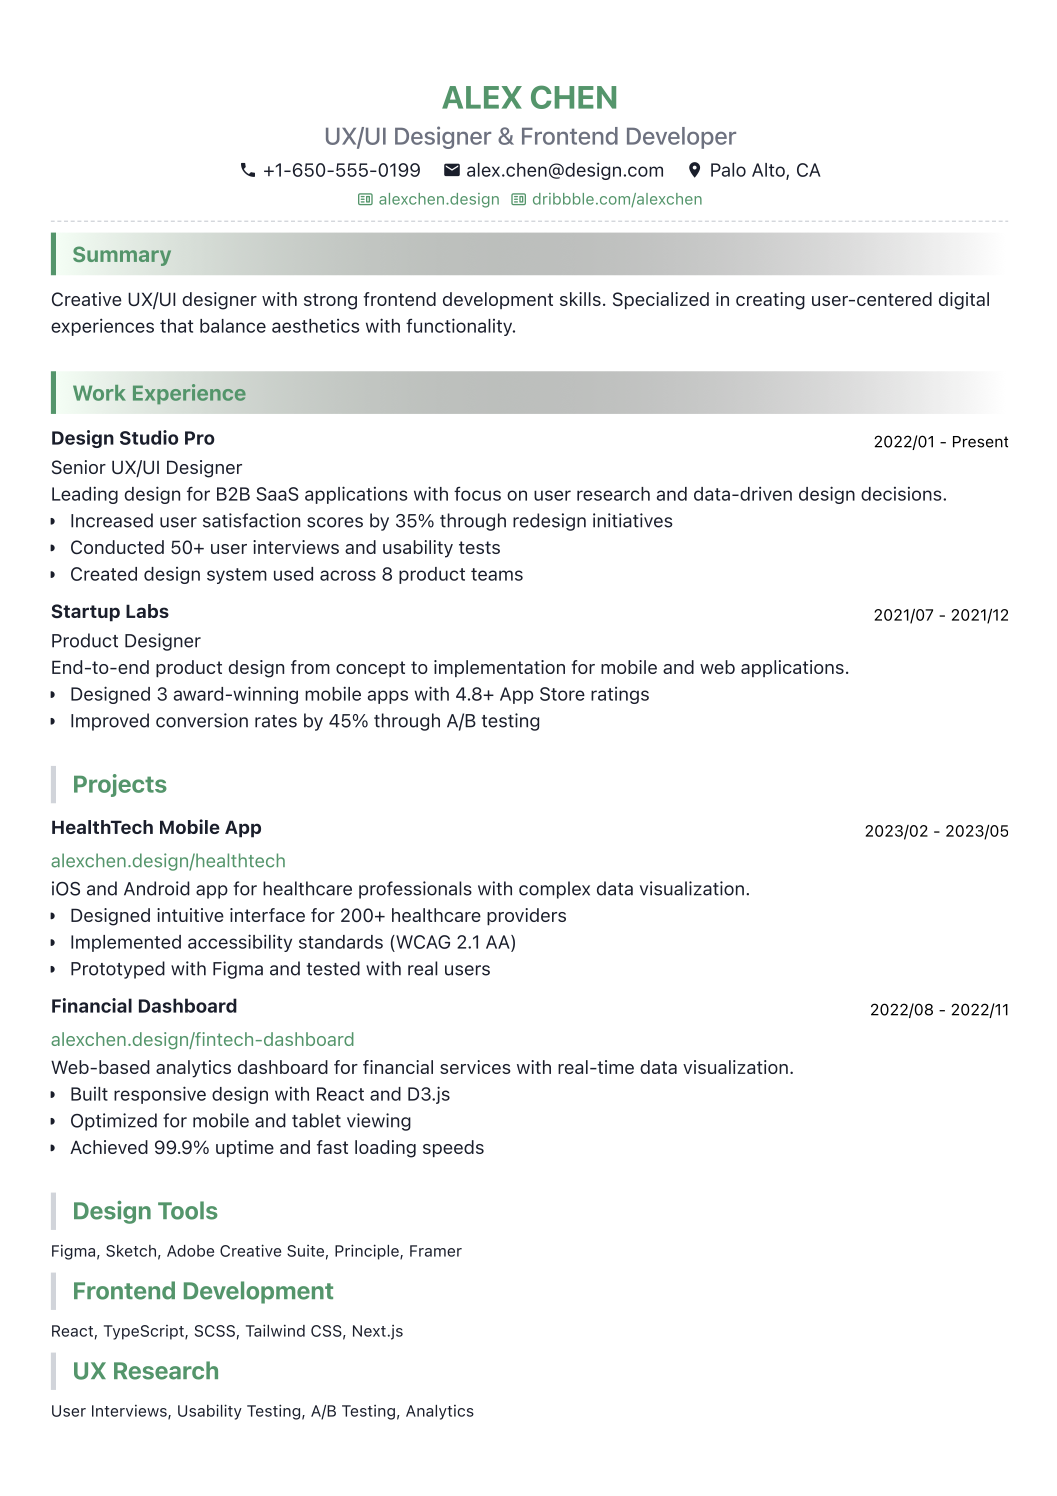 ALEX CHEN
UX/UI Designer & Frontend Developer
+1-650-555-0199 alex.chen@design.com Palo Alto, CA
alexchen.design dribbble.com/alexchen
Summary
Creative UX/UI designer with strong frontend development skills. Specialized in creating user-centered digital
experiences that balance aesthetics with functionality.
Work Experience
Design Studio Pro 2022/01 - Present
Senior UX/UI Designer
Leading design for B2B SaaS applications with focus on user research and data-driven design decisions.
• Increased user satisfaction scores by 35% through redesign initiatives
• Conducted 50+ user interviews and usability tests
• Created design system used across 8 product teams
Startup Labs 2021/07 - 2021/12
Product Designer
End-to-end product design from concept to implementation for mobile and web applications.
• Designed 3 award-winning mobile apps with 4.8+ App Store ratings
• Improved conversion rates by 45% through A/B testing
Projects
HealthTech Mobile App 2023/02 - 2023/05
alexchen.design/healthtech
iOS and Android app for healthcare professionals with complex data visualization.
• Designed intuitive interface for 200+ healthcare providers
• Implemented accessibility standards (WCAG 2.1 AA)
• Prototyped with Figma and tested with real users
Financial Dashboard 2022/08 - 2022/11
alexchen.design/fintech-dashboard
Web-based analytics dashboard for financial services with real-time data visualization.
• Built responsive design with React and D3.js
• Optimized for mobile and tablet viewing
• Achieved 99.9% uptime and fast loading speeds
Design Tools
Figma, Sketch, Adobe Creative Suite, Principle, Framer
Frontend Development
React, TypeScript, SCSS, Tailwind CSS, Next.js
UX Research
User Interviews, Usability Testing, A/B Testing, Analytics